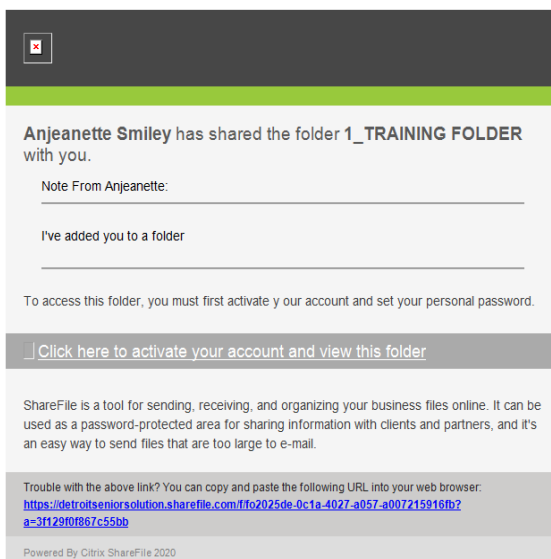 Anjeanette Smiley has shared the folder 1_TRAINING FOLDER
with you.
Note From Anjeanette:
I've added you to a folder
To access this folder, you must first activate y our account and set your personal password.
Click here to activate your account and view this folder
ShareFile is a tool for sending, receiving, and organizing your business files online. It can be
used as a password-protected area for sharing information with clients and partners, and it's
an easy way to send files that are too large to e-mail.
Trouble with the above link? You can copy and paste the following URL into your web browser:
https://detroitseniorsolution.sharefile.com/f/fo2025de-0c1a-4027-a057-a007215916fb?
a=3f129f0f867c55bb
Powered By Citrix ShareFile 2020